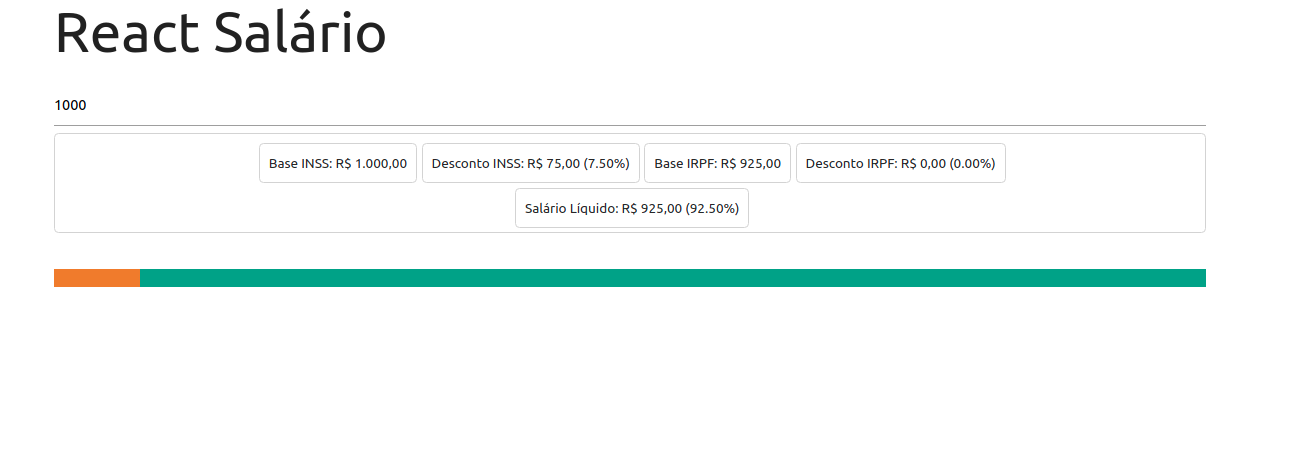 React Salário
1000
Base INSS: R$ 1.000,00 Desconto INSS: R$ 75,00 (7.50%) Base IRPF: R$ 925,00 Desconto IRPF: R$ 0,00 (0.00%)
Salário Líquido: R$ 925,00 (92.50%)